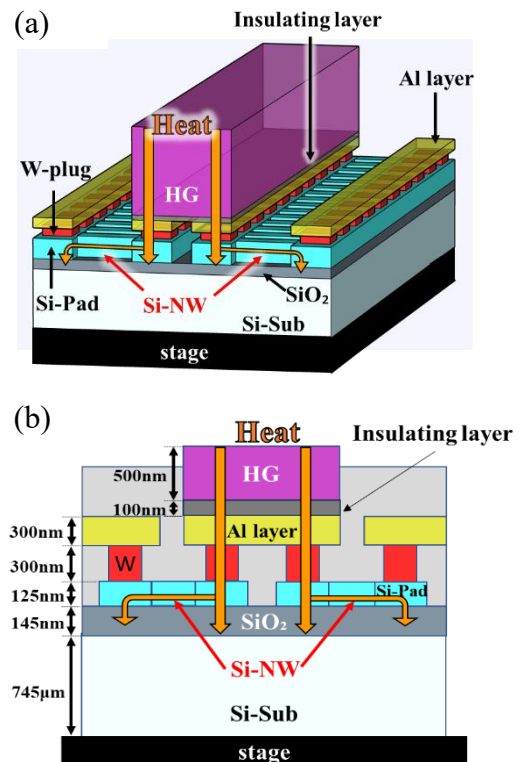 (a)
Insulating layer
Al layer
Heat
W-plug
HG
Si-Pad
Si-NW
SiO₂
Si-Sub
stage
(b)
Heat
Insulating layer
500nm
HG
100nm
300nm
Al layer
300nm
W
125nm
Si-Pad
145nm
SiO₂
Si-NW
745μm
Si-Sub
stage